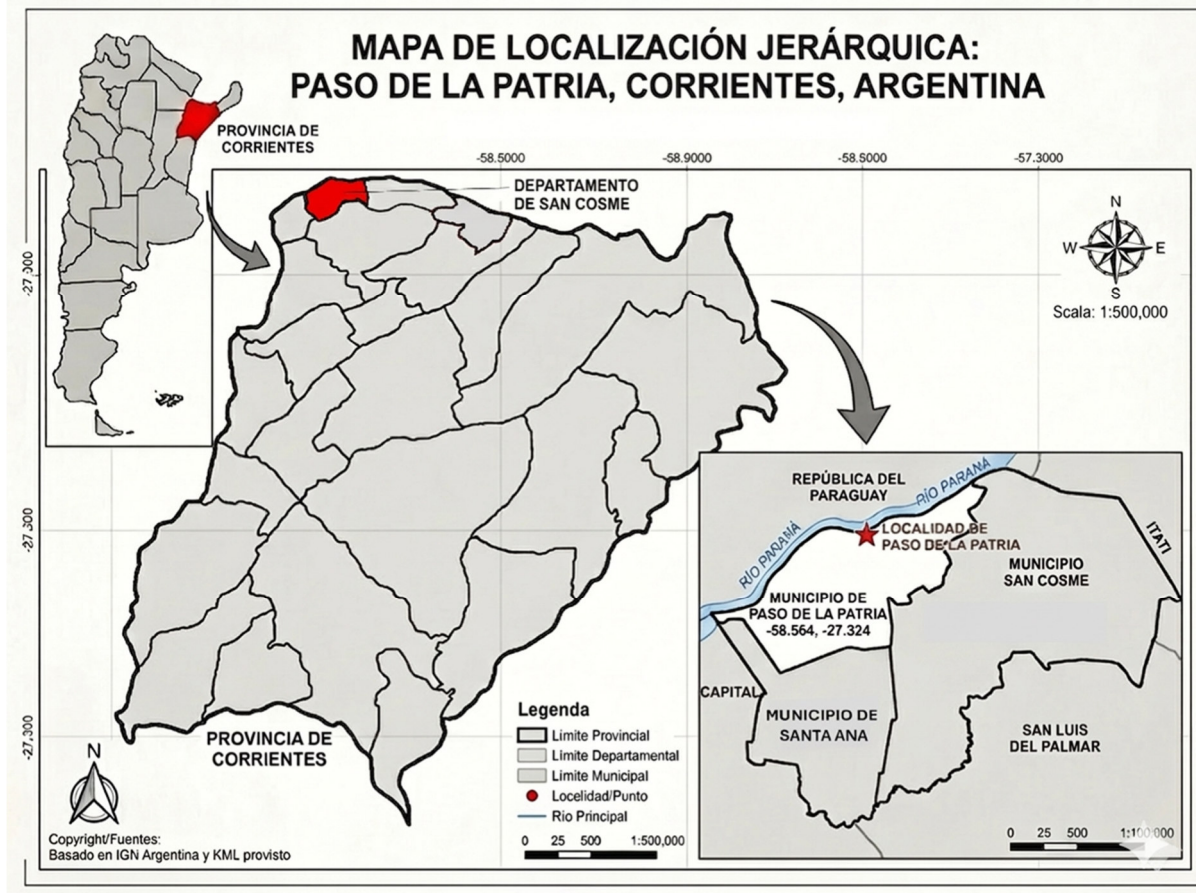 MAPA DE LOCALIZACIÓN JERÁRQUICA:
PASO DE LA PATRIA, CORRIENTES, ARGENTINA
PROVINCIA DE
CORRIENTES
-58.5000
-58.9000
-58.5000
-57.3000
DEPARTAMENTO
DE SAN COSME
N
W
E
S
Scala: 1:500,000
-27,300
-27,300
REPÚBLICA DEL
PARAGUAY
RÍO PARANÁ
RÍO PARANÁ
LOCALIDAD DE
PASO DE LA PATRIA
ITATI
MUNICIPIO
SAN COSME
MUNICIPIO DE
PASO DE LA PATRIA
-58.564, -27.324
CAPITAL
MUNICIPIO DE
SANTA ANA
SAN LUIS
DEL PALMAR
0 25 500 1:100:000
PROVINCIA DE
CORRIENTES
Legenda
Limite Provincial
Limite Departamental
Limite Municipal
Locelidad/Punto
Rio Principal
0 25 500 1:500,000
N
Copyright/Fuentes:
Basado en IGN Argentina y KML provisto